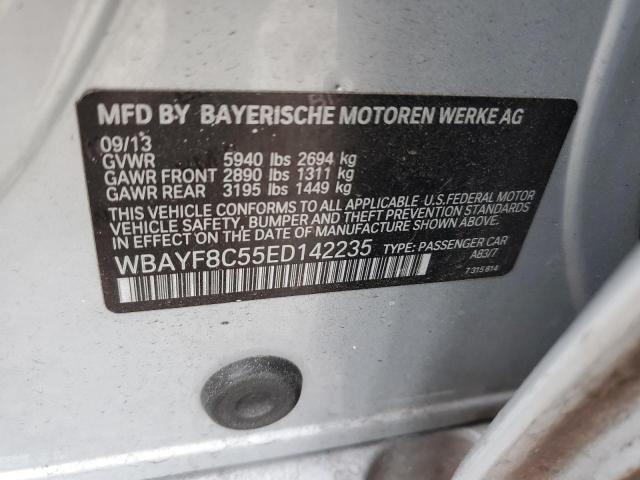 MFD BY BAYERISCHE MOTOREN WERKE AG
09/13
GVWR 5940 lbs 2694 kg
GAWR FRONT 2890 lbs 1311 kg
GAWR REAR 3195 lbs 1449 kg
THIS VEHICLE CONFORMS TO ALL APPLICABLE U.S. FEDERAL MOTOR
VEHICLE SAFETY, BUMPER AND THEFT PREVENTION STANDARDS
IN EFFECT ON THE DATE OF MANUFACTURE SHOWN ABOVE.
WBAYF8C55ED142235 TYPE: PASSENGER CAR
A83/7
7 315 614